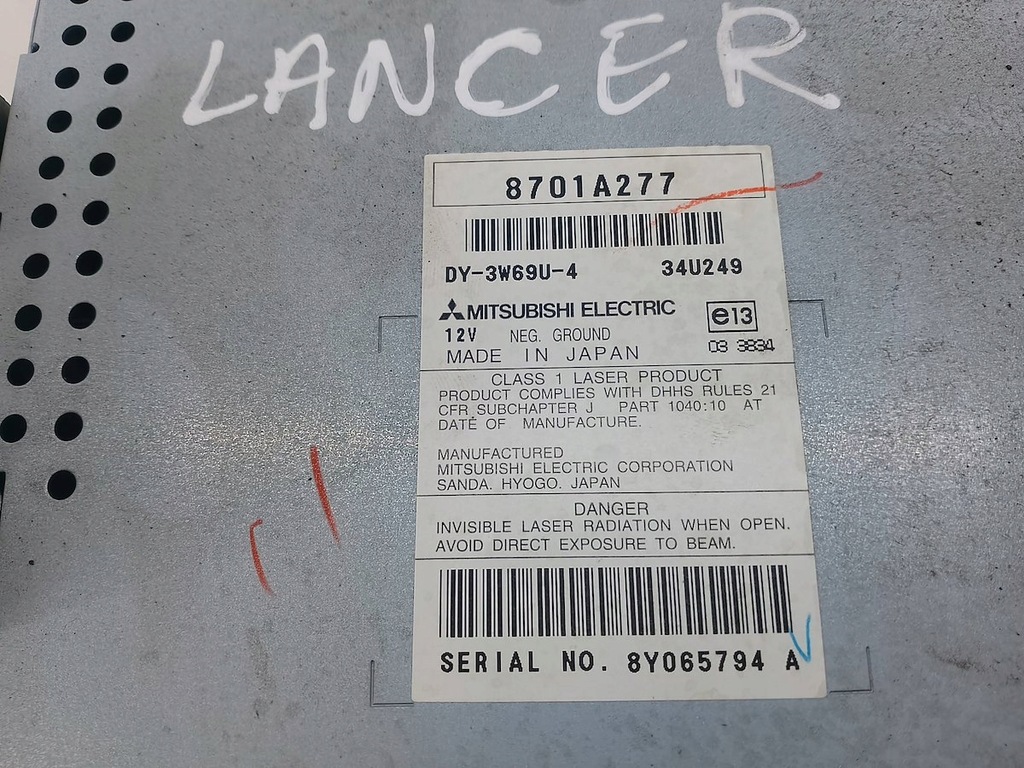 LANCER
8701A277
DY-3W69U-4 34U249
MITSUBISHI ELECTRIC e13
12V NEG. GROUND
MADE IN JAPAN 03 3834
CLASS 1 LASER PRODUCT
PRODUCT COMPLIES WITH DHHS RULES 21
CFR SUBCHAPTER J PART 1040:10 AT
DATE OF MANUFACTURE.
MANUFACTURED
MITSUBISHI ELECTRIC CORPORATION
SANDA. HYOGO. JAPAN
DANGER
INVISIBLE LASER RADIATION WHEN OPEN.
AVOID DIRECT EXPOSURE TO BEAM.
SERIAL NO. 8Y065794 A